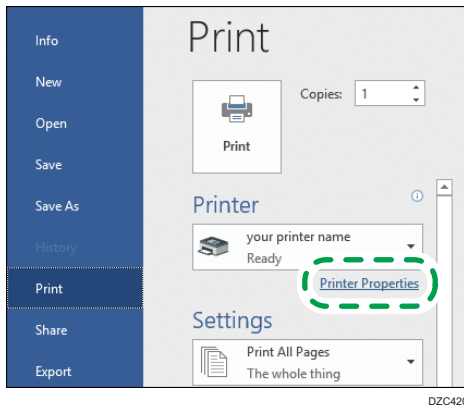 Info
New
Open
Save
Save As
History
Print
Share
Export
Print
Print
Copies: 1
Printer
your printer name
Ready
Printer Properties
Settings
Print All Pages
The whole thing